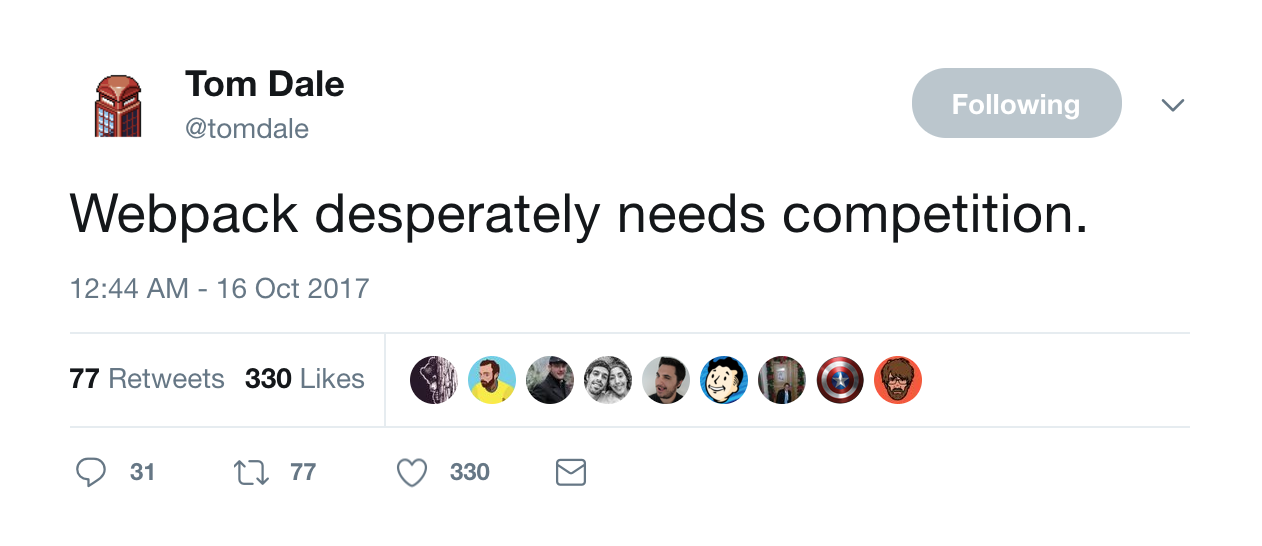 Tom Dale
@tomdale
Following
Webpack desperately needs competition.
12:44 AM - 16 Oct 2017
77 Retweets 330 Likes
31 77 330